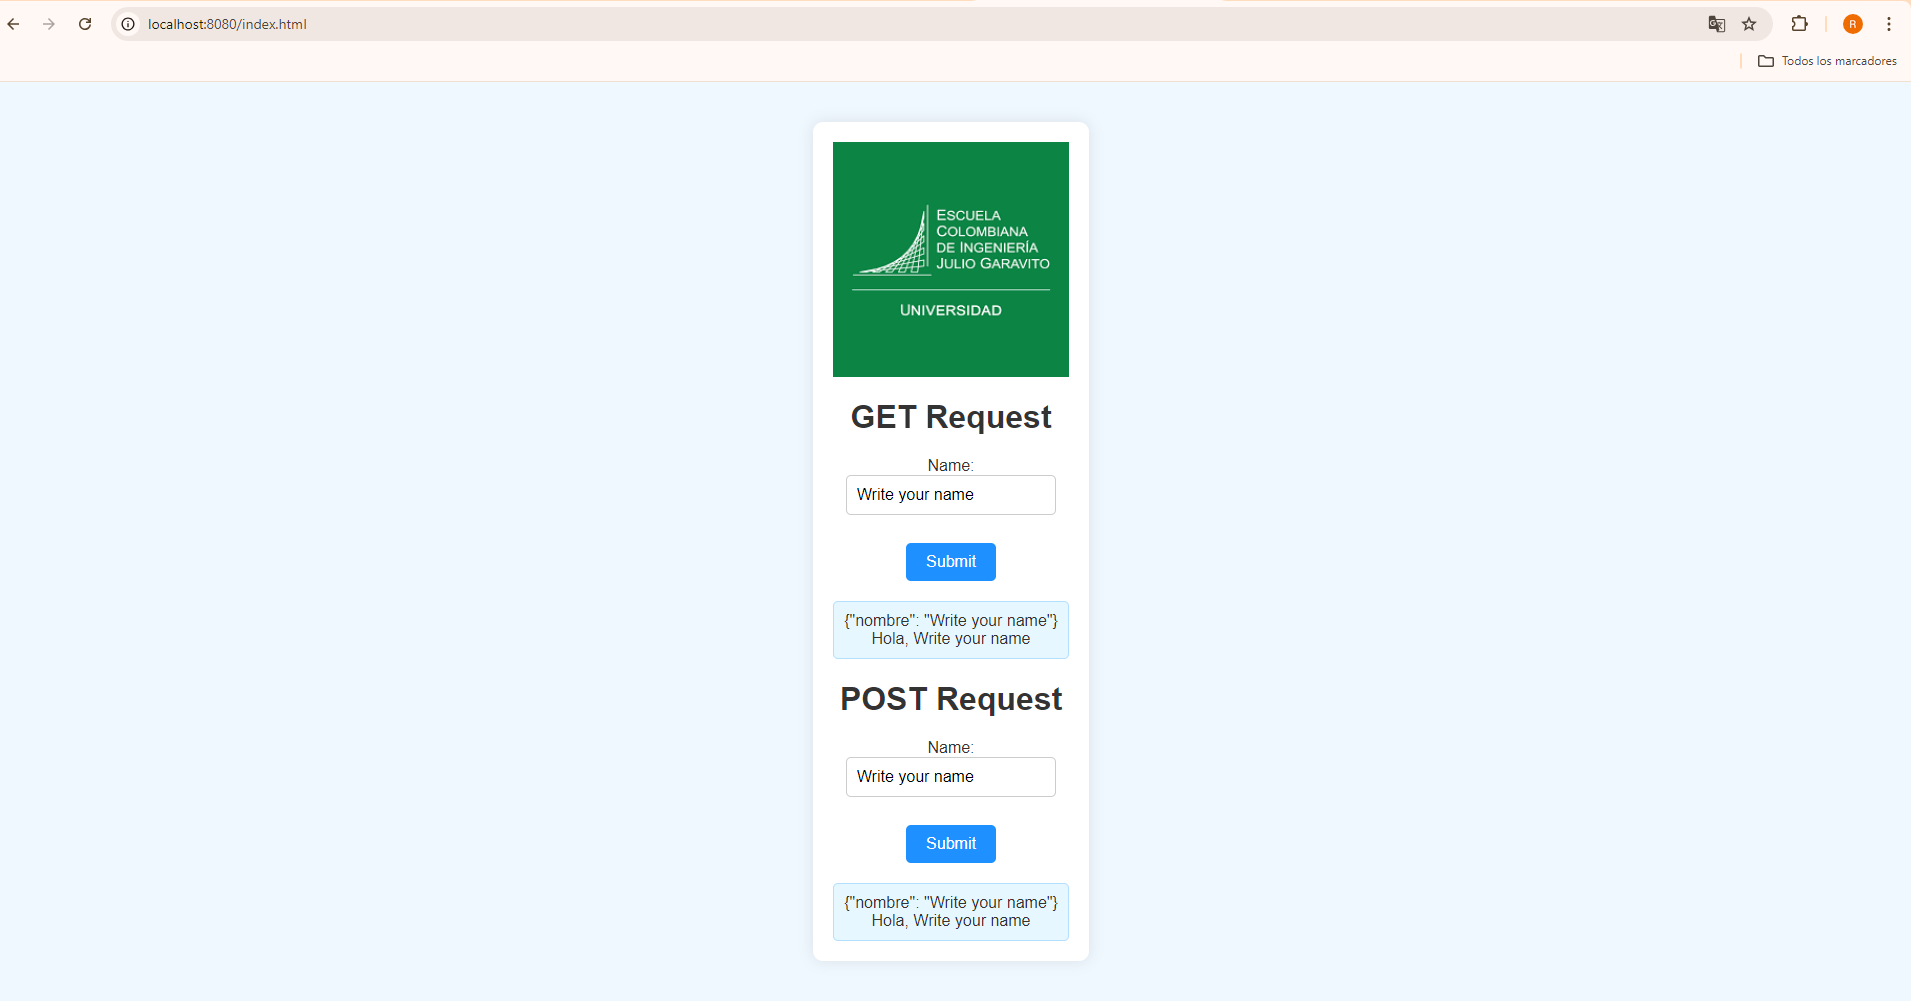 localhost:8080/index.html
R
Todos los marcadores
ESCUELA
COLOMBIANA
DE INGENIERÍA
JULIO GARAVITO
UNIVERSIDAD
GET Request
Name:
Write your name
Submit
{"nombre": "Write your name"}
Hola, Write your name
POST Request
Name:
Write your name
Submit
{"nombre": "Write your name"}
Hola, Write your name